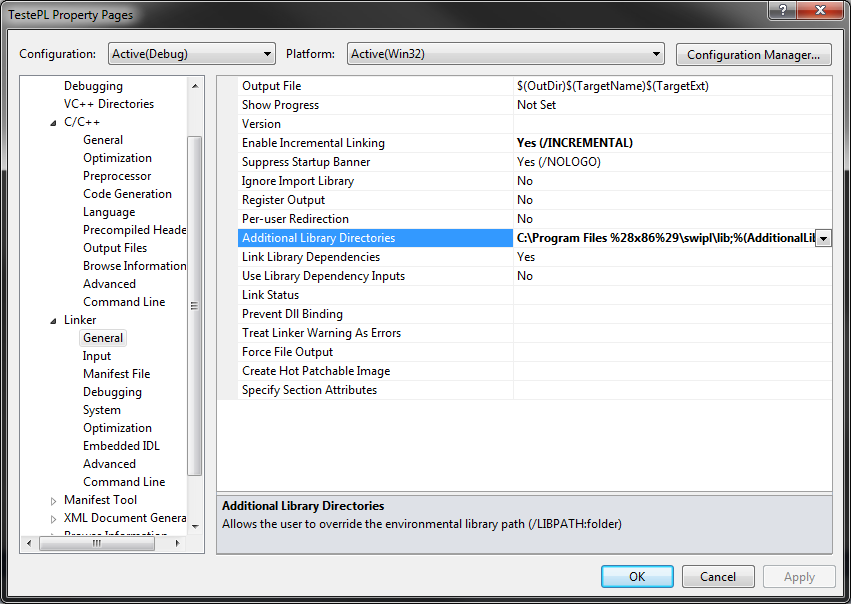 TestePL Property Pages
Configuration: Active(Debug) Platform: Active(Win32) Configuration Manager...
Debugging
VC++ Directories
C/C++
General
Optimization
Preprocessor
Code Generation
Language
Precompiled Heade
Output Files
Browse Information
Advanced
Command Line
Linker
General
Input
Manifest File
Debugging
System
Optimization
Embedded IDL
Advanced
Command Line
Manifest Tool
XML Document Genera
Browse Information
Output File $(OutDir)$(TargetName)$(TargetExt)
Show Progress Not Set
Version
Enable Incremental Linking Yes (/INCREMENTAL)
Suppress Startup Banner Yes (/NOLOGO)
Ignore Import Library No
Register Output No
Per-user Redirection No
Additional Library Directories C:\Program Files %28x86%29\swipl\lib;%(AdditionalLil
Link Library Dependencies Yes
Use Library Dependency Inputs No
Link Status
Prevent Dll Binding
Treat Linker Warning As Errors
Force File Output
Create Hot Patchable Image
Specify Section Attributes
Additional Library Directories
Allows the user to override the environmental library path (/LIBPATH:folder)
OK Cancel Apply